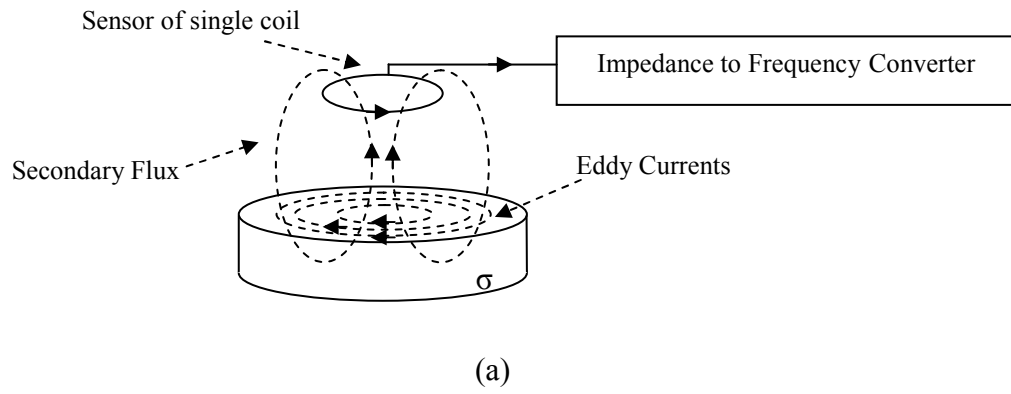 Sensor of single coil
Impedance to Frequency Converter
Secondary Flux
Eddy Currents
σ
(a)